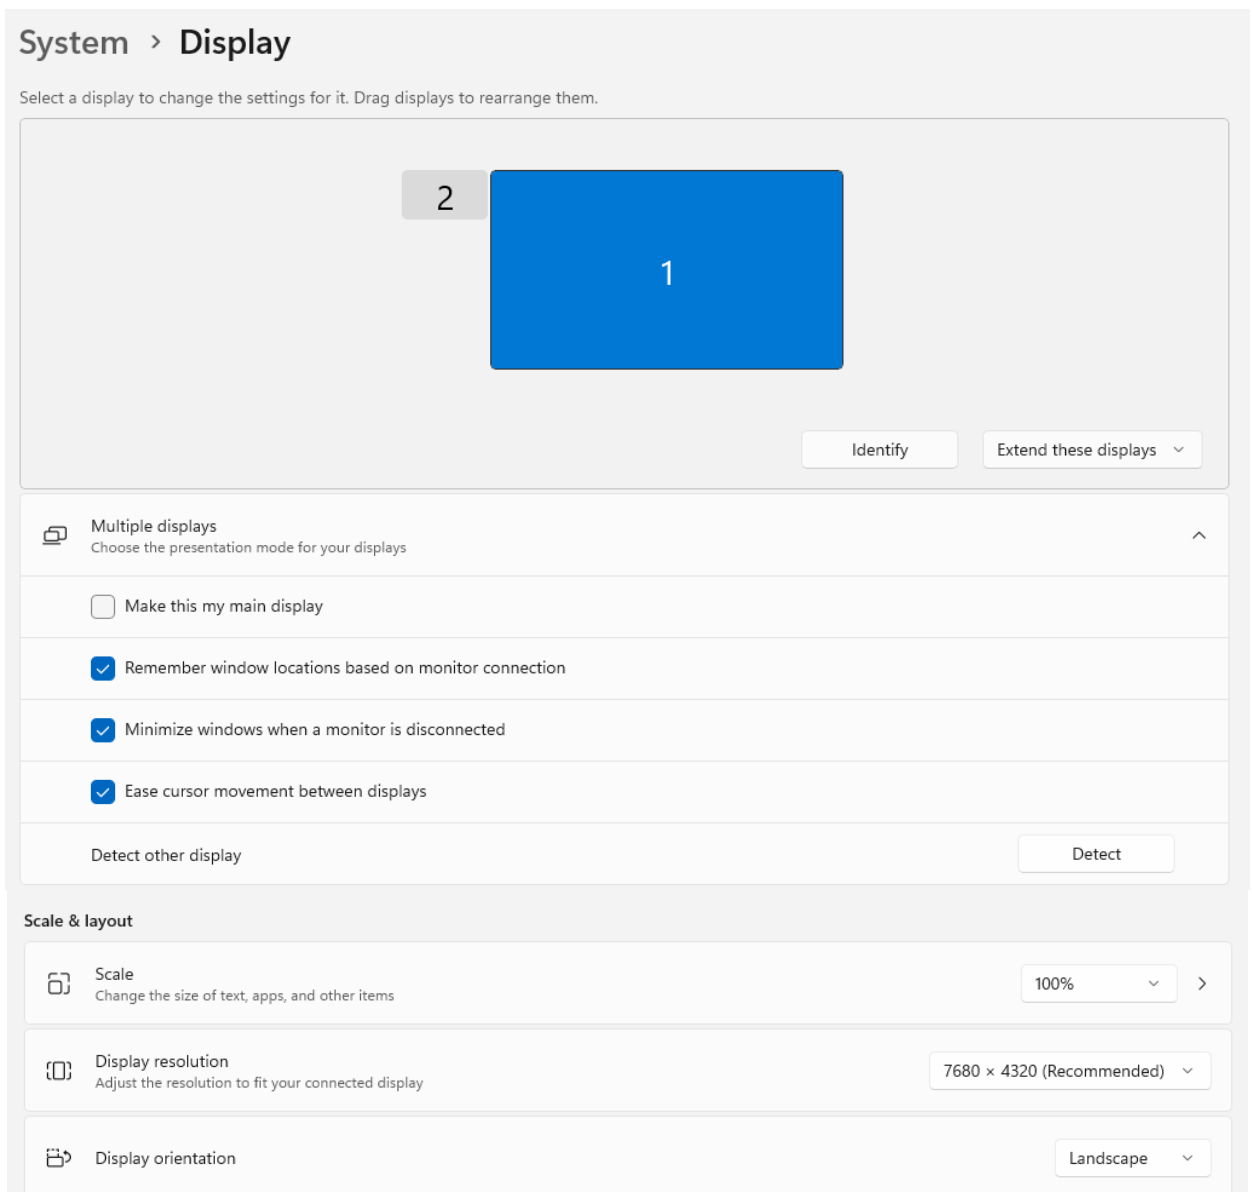 System > Display
Select a display to change the settings for it. Drag displays to rearrange them.
2
1
Identify
Extend these displays
Multiple displays
Choose the presentation mode for your displays
Make this my main display
Remember window locations based on monitor connection
Minimize windows when a monitor is disconnected
Ease cursor movement between displays
Detect other display
Detect
Scale & layout
Scale
Change the size of text, apps, and other items
100%
Display resolution
Adjust the resolution to fit your connected display
7680 × 4320 (Recommended)
Display orientation
Landscape